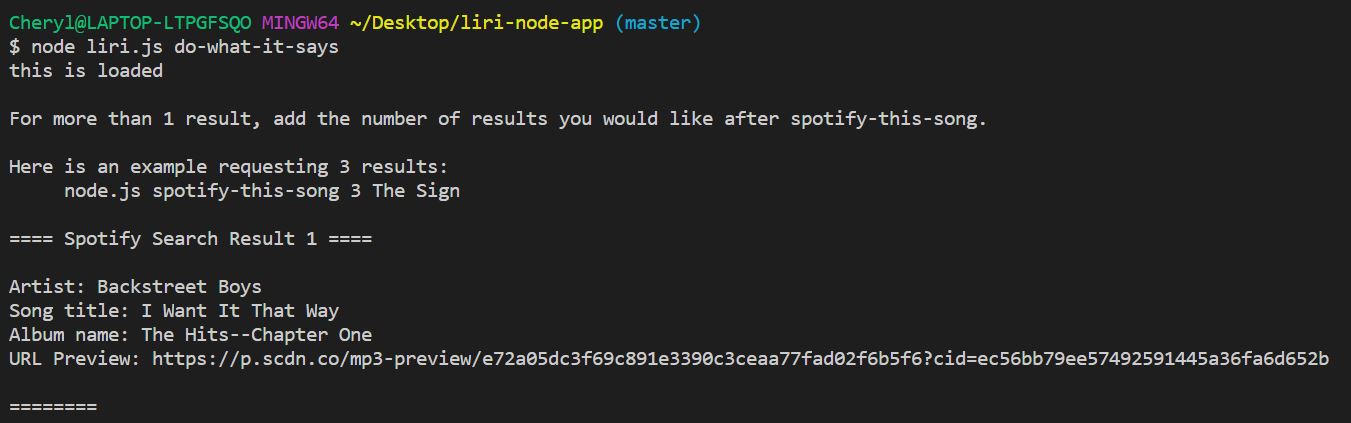 Cheryl@LAPTOP-LTPGFSQO MINGW64 ~/Desktop/liri-node-app (master)
$ node liri.js do-what-it-says
this is loaded
For more than 1 result, add the number of results you would like after spotify-this-song.
Here is an example requesting 3 results:
node.js spotify-this-song 3 The Sign
==== Spotify Search Result 1 ====
Artist: Backstreet Boys
Song title: I Want It That Way
Album name: The Hits--Chapter One
URL Preview: https://p.scdn.co/mp3-preview/e72a05dc3f69c891e3390c3ceaa77fad02f6b5f6?cid=ec56bb79ee57492591445a36fa6d652b
========